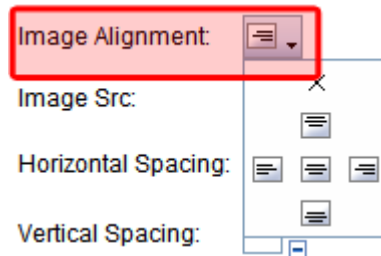 Image Alignment:
Image Src:
Horizontal Spacing:
Vertical Spacing: